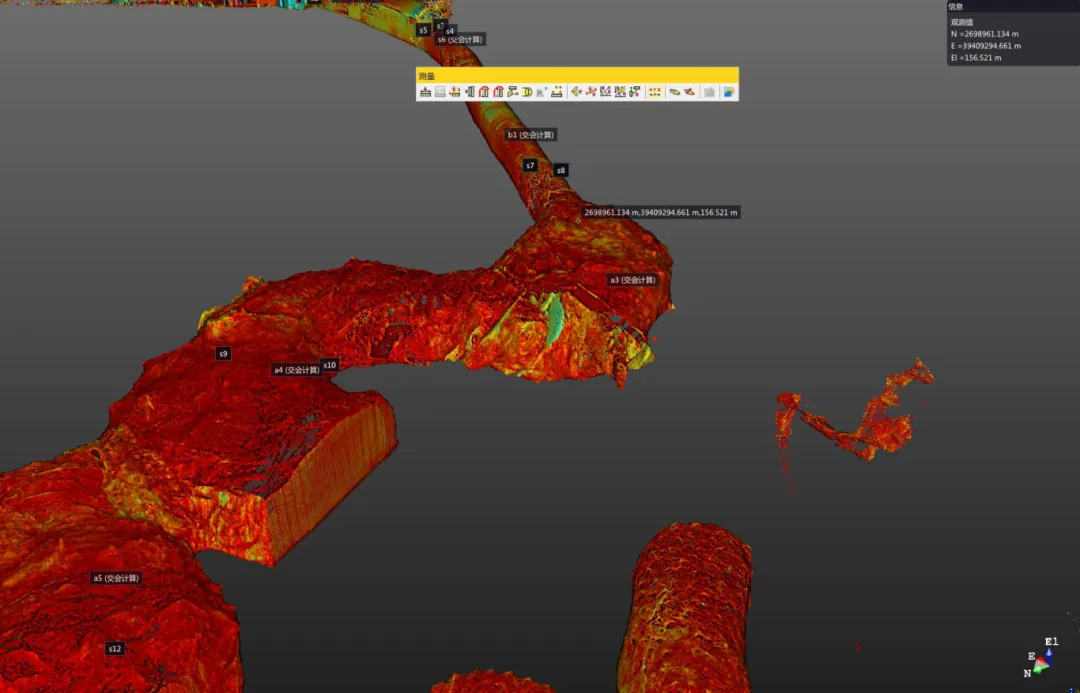 信息
观测值
N =2698961.134 m
E =39409294.661 m
El =156.521 m
s5
s3
s4
s6 (交会计算)
测量
b1 (交会计算)
s7
s8
2698961.134 m,39409294.661 m,156.521 m
a3 (交会计算)
s9
a4 (交会计算)
s10
a5 (交会计算)
s12
El
E
N